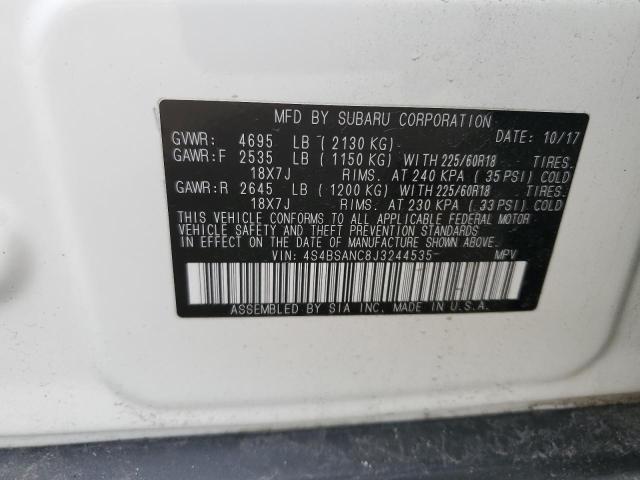 MFD BY SUBARU CORPORATION
GVWR: 4695 LB (2130 KG) DATE: 10/17
GAWR:F 2535 LB (1150 KG) WITH 225/60R18 TIRES.
18X7J RIMS. AT 240 KPA (35 PSI) COLD
GAWR:R 2645 LB (1200 KG) WITH 225/60R18 TIRES.
18X7J RIMS. AT 230 KPA (33 PSI) COLD
THIS VEHICLE CONFORMS TO ALL APPLICABLE FEDERAL MOTOR
VEHICLE SAFETY AND THEFT PREVENTION STANDARDS
IN EFFECT ON THE DATE OF MANUFACTURE SHOWN ABOVE.
VIN: 4S4BSANC8J3244535 MPV
ASSEMBLED BY SIA INC. MADE IN U.S.A.